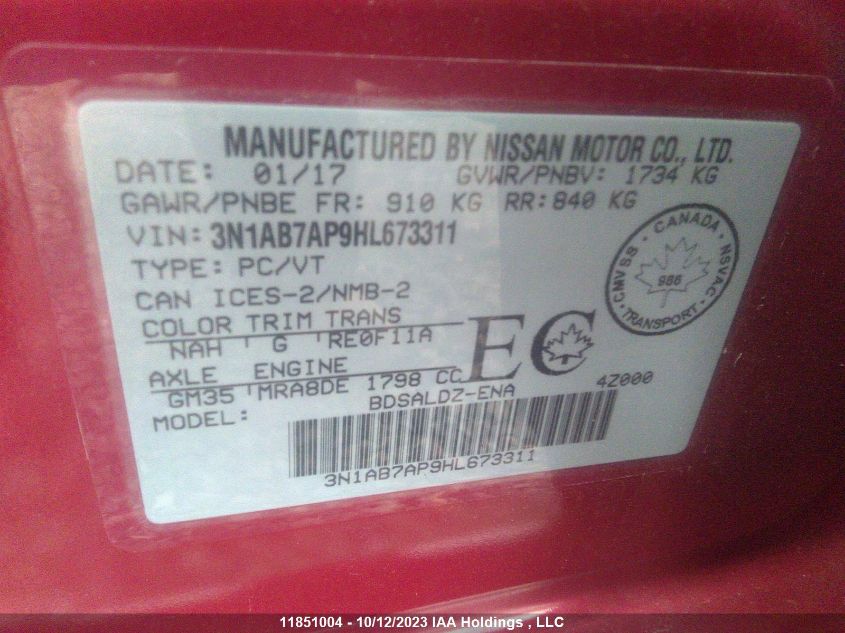 MANUFACTURED BY NISSAN MOTOR CO., LTD.
DATE: 01/17 GVWR/PNBV: 1734 KG
GAWR/PNBE FR: 910 KG RR: 840 KG
VIN: 3N1AB7AP9HL673311
TYPE: PC/VT
CAN ICES-2/NMB-2
COLOR TRIM TRANS
NAH G RE0F11A
AXLE ENGINE
GM35 MRA8DE 1798 CC
MODEL: BDSALDZ-ENA 4Z000
EC
CANADA
CMVSS NSVAC
986
TRANSPORT
3N1AB7AP9HL673311
11851004 - 10/12/2023 IAA Holdings , LLC